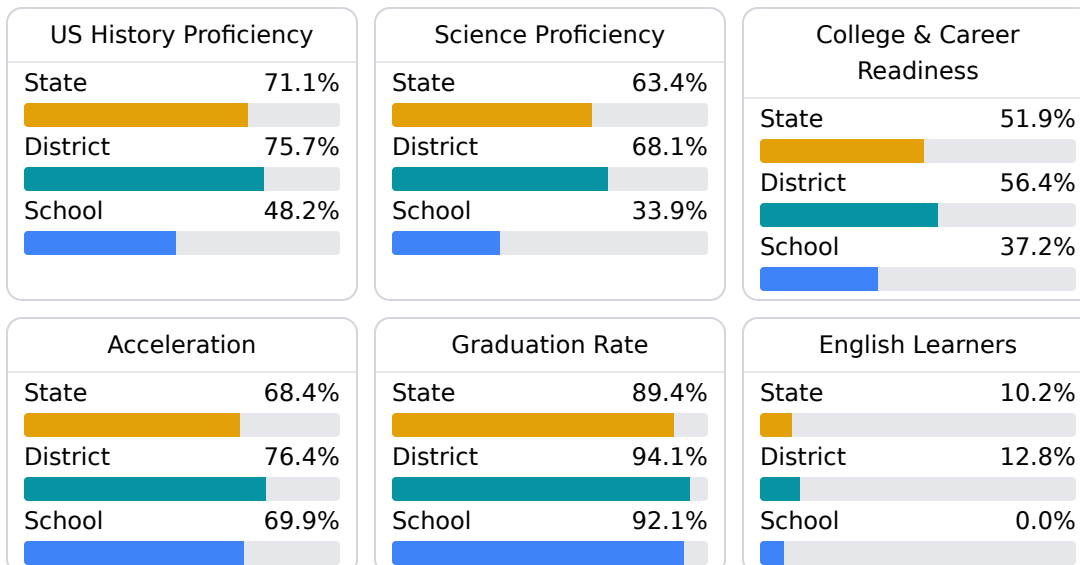 US History Proficiency
State 71.1%
District 75.7%
School 48.2%
Science Proficiency
State 63.4%
District 68.1%
School 33.9%
College & Career
Readiness
State 51.9%
District 56.4%
School 37.2%
Acceleration
State 68.4%
District 76.4%
School 69.9%
Graduation Rate
State 89.4%
District 94.1%
School 92.1%
English Learners
State 10.2%
District 12.8%
School 0.0%